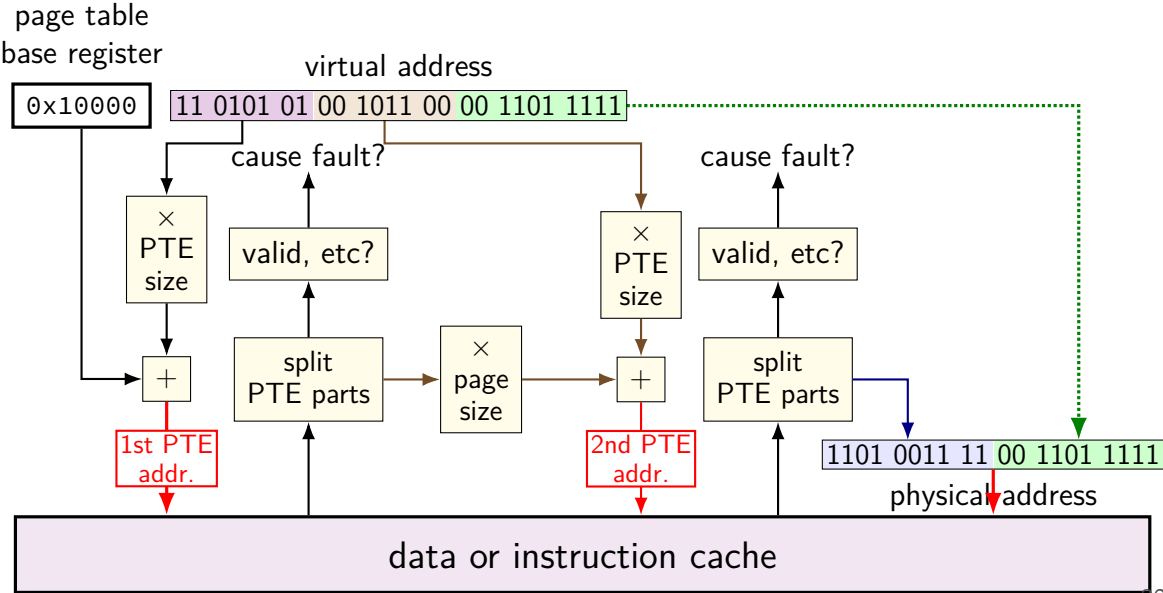 page table
base register
virtual address
0x10000
11 0101 01 00 1011 00 00 1101 1111
cause fault?
cause fault?
×
PTE
size
valid, etc?
×
PTE
size
valid, etc?
+
split
PTE parts
×
page
size
+
split
PTE parts
1st PTE
addr.
2nd PTE
addr.
1101 0011 11 00 1101 1111
physical address
data or instruction cache